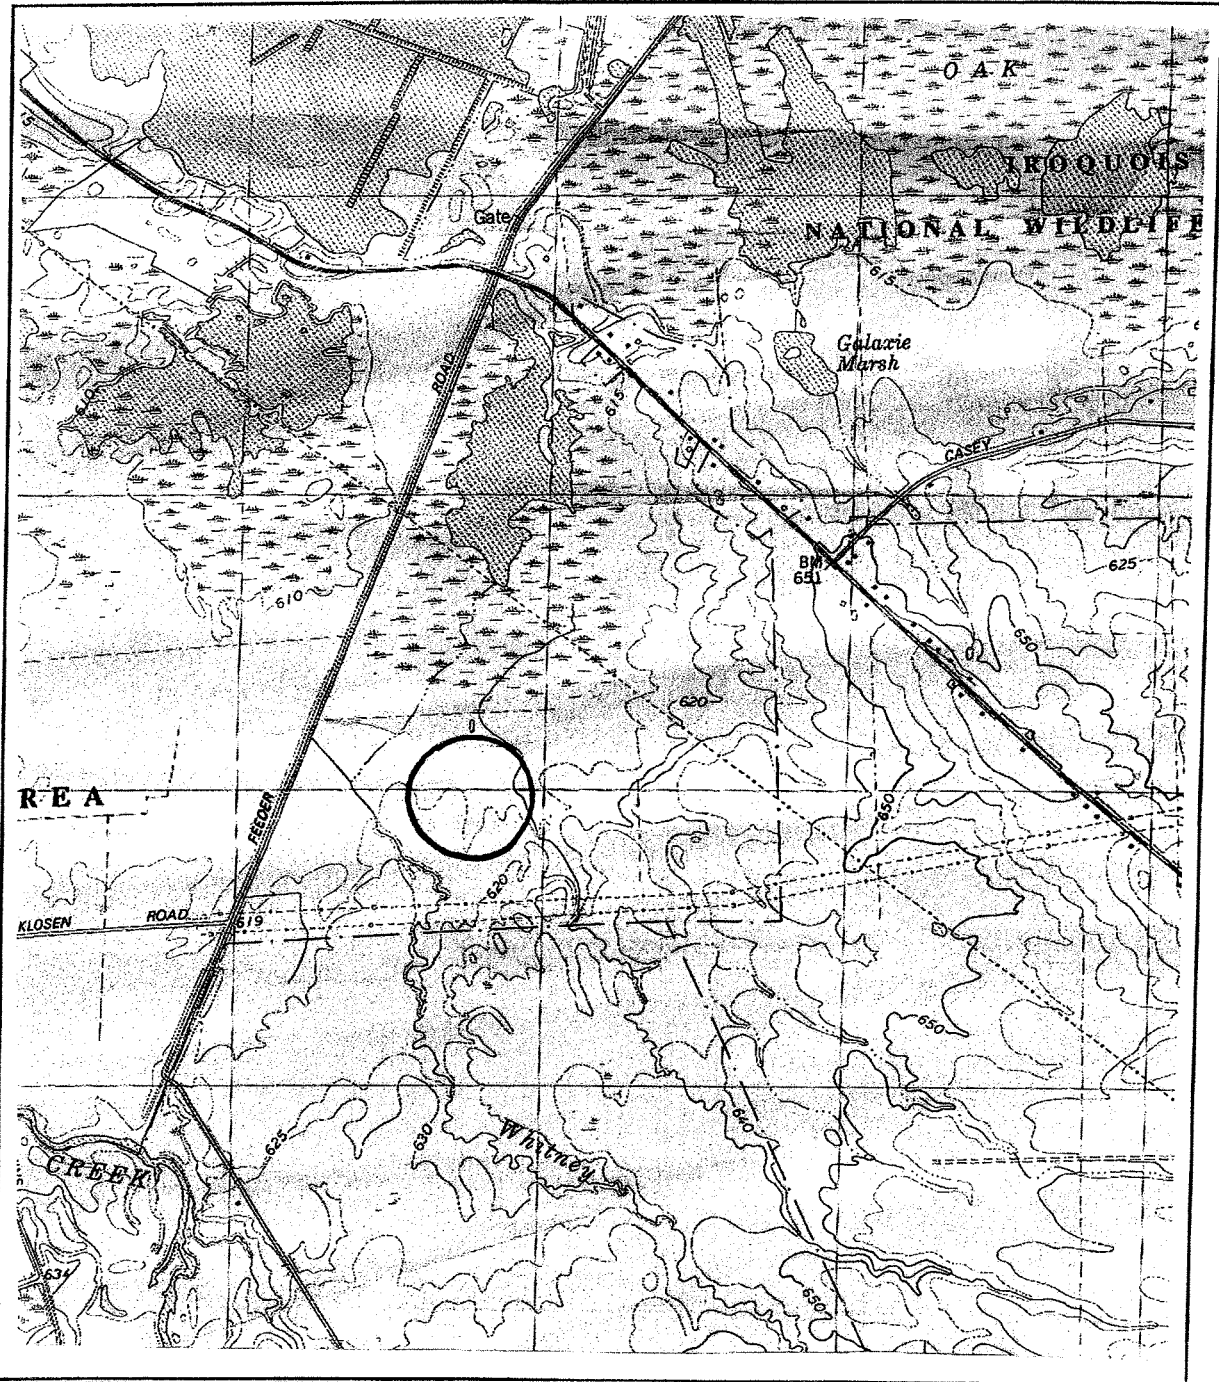 OAK
IROQUOIS
NATIONAL WILDLIFE
Gate
615
Galaxie
Marsh
ROAD
610
615
CASEY
BM
651
625
610
650
620
REA
FEEDER
650
620
KLOSEN ROAD
619
650
640
625
630
Whitney
CREEK
634
650